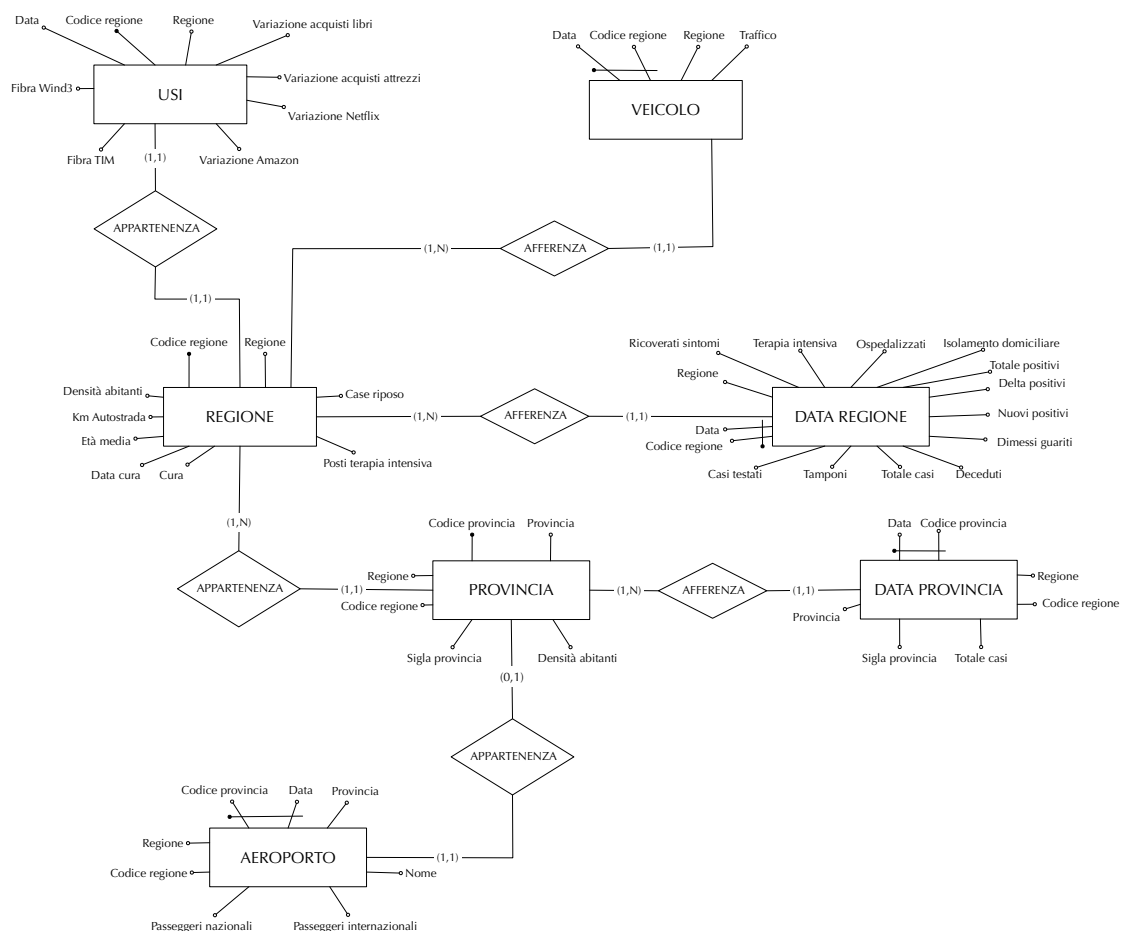 Data
Codice regione
Regione
Variazione acquisti libri
Fibra Wind3
USI
Variazione acquisti attrezzi
Variazione Netflix
Fibra TIM
(1,1)
Variazione Amazon
Data
Codice regione
Regione
Traffico
VEICOLO
APPARTENENZA
(1,1)
(1,N)
AFFERENZA
(1,1)
Codice regione
Regione
Densità abitanti
Km Autostrada
Età media
REGIONE
Case riposo
Data cura
Cura
Posti terapia intensiva
(1,N)
AFFERENZA
(1,1)
Ricoverati sintomi
Terapia intensiva
Ospedalizzati
Isolamento domiciliare
Totale positivi
Regione
Delta positivi
DATA REGIONE
Nuovi positivi
Data
Codice regione
Dimessi guariti
Casi testati
Tamponi
Totale casi
Deceduti
(1,N)
APPARTENENZA
(1,1)
Codice provincia
Provincia
Regione
PROVINCIA
Codice regione
Sigla provincia
Densità abitanti
(1,N)
AFFERENZA
(1,1)
Data
Codice provincia
DATA PROVINCIA
Regione
Codice regione
Provincia
Sigla provincia
Totale casi
(0,1)
APPARTENENZA
(1,1)
Codice provincia
Data
Provincia
Regione
AEROPORTO
Codice regione
Nome
Passeggeri nazionali
Passeggeri internazionali